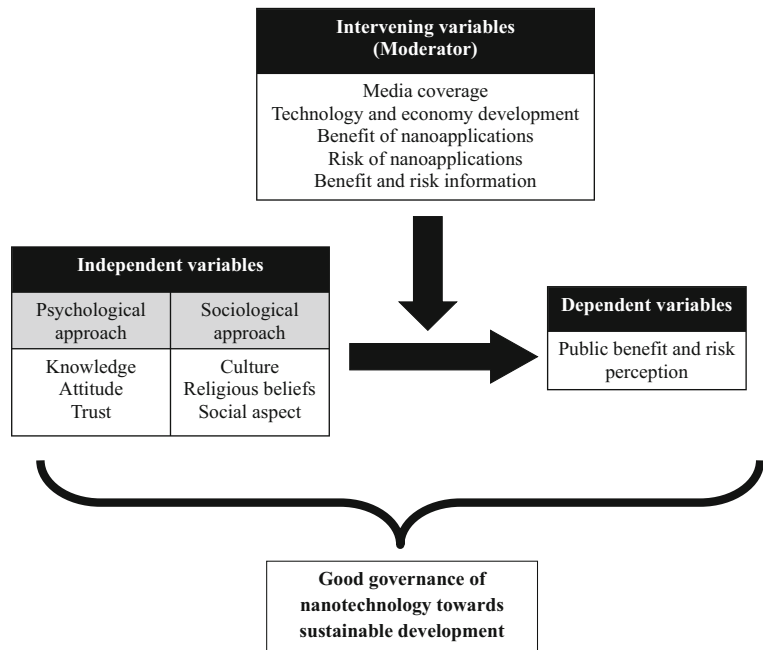 Intervening variables
(Moderator)
Media coverage
Technology and economy development
Benefit of nanoapplications
Risk of nanoapplications
Benefit and risk information
Independent variables
Psychological
approach
Sociological
approach
Knowledge
Attitude
Trust
Culture
Religious beliefs
Social aspect
Dependent variables
Public benefit and risk
perception
Good governance of
nanotechnology towards
sustainable development